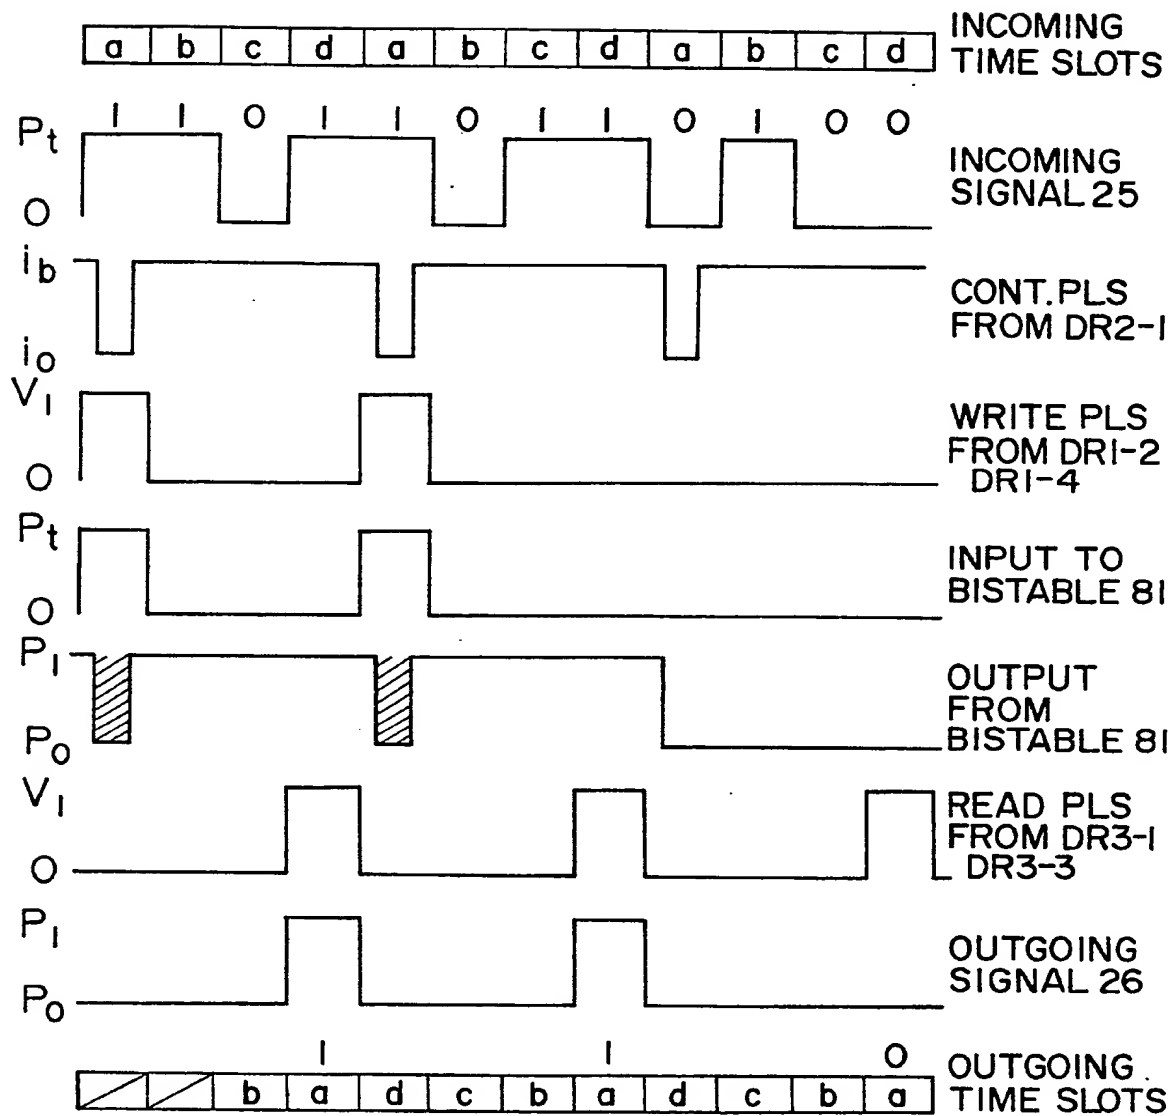 a b c d a b c d a b c d
INCOMING
TIME SLOTS
1 1 0 1 1 0 1 1 0 1 0 0
Pt
0
INCOMING
SIGNAL 25
ib
io
CONT. PLS
FROM DR2-1
V1
0
WRITE PLS
FROM DR1-2
DR1-4
Pt
0
INPUT TO
BISTABLE 81
P1
Po
OUTPUT
FROM
BISTABLE 81
V1
0
READ PLS
FROM DR3-1
DR3-3
P1
Po
OUTGOING
SIGNAL 26
1 1 0
b a d c b a d c b a
OUTGOING
TIME SLOTS